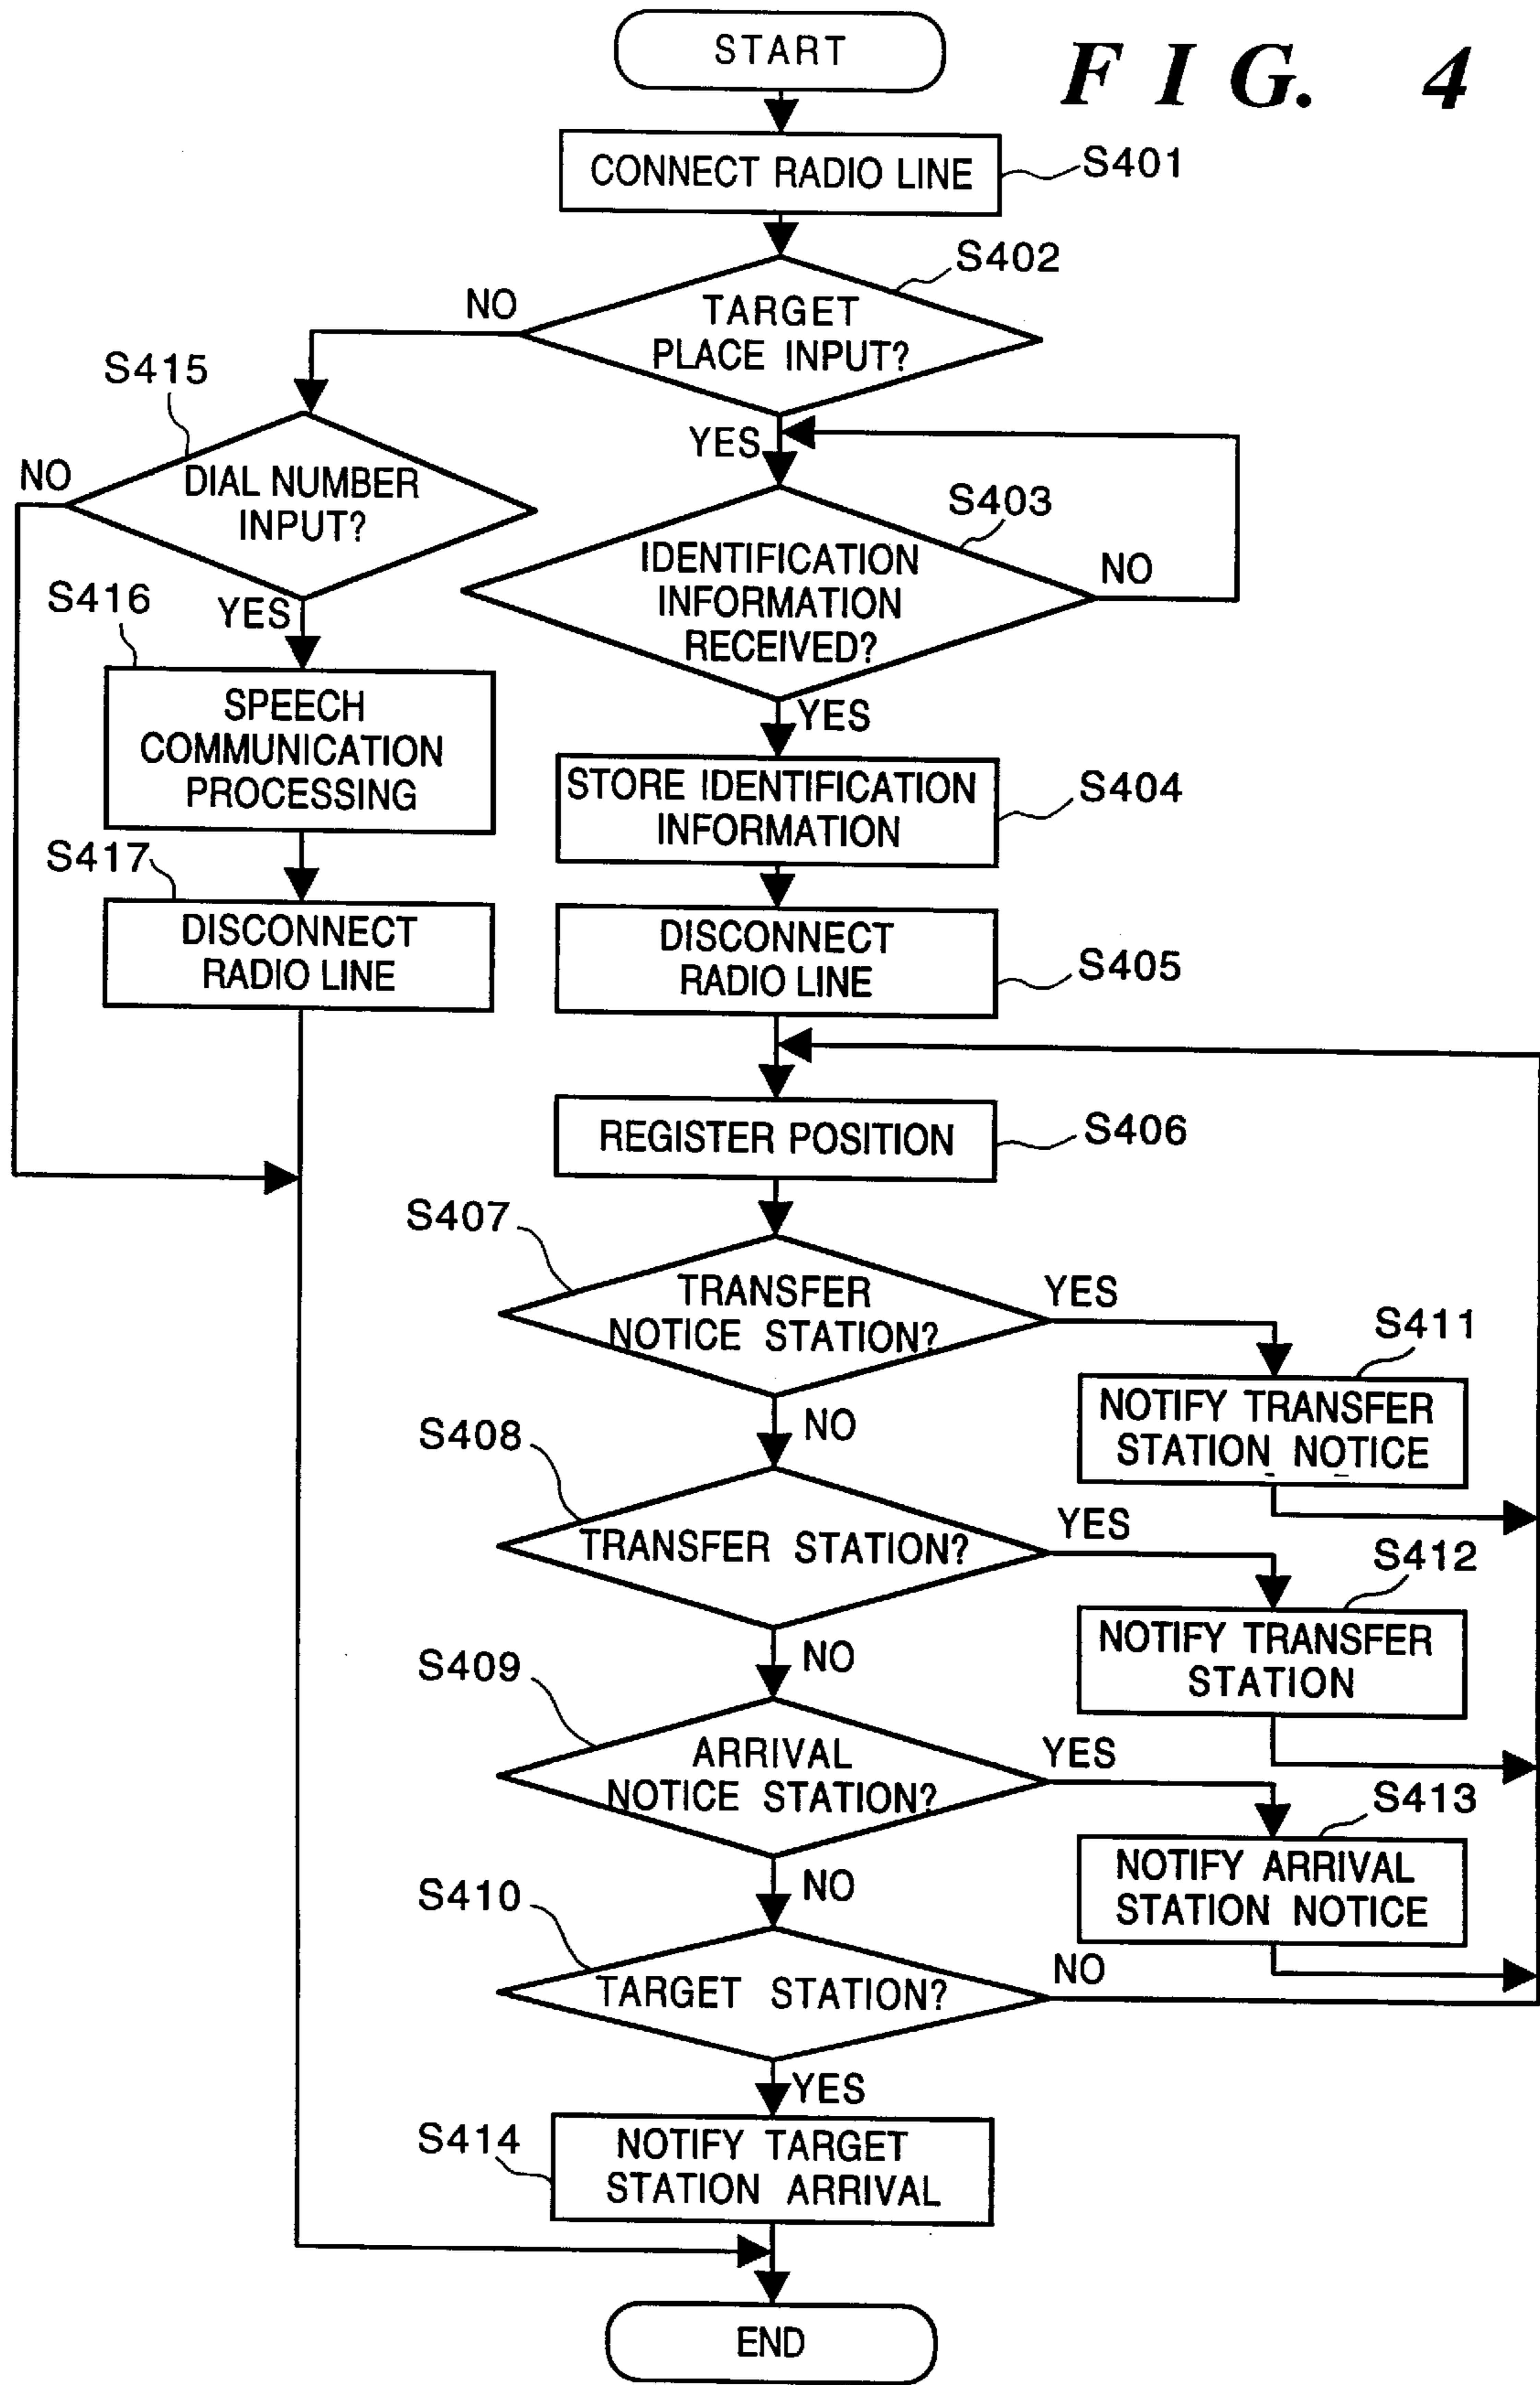 START
FIG. 4
CONNECT RADIO LINE
S401
S402
NO
TARGET
PLACE INPUT?
S415
YES
NO
DIAL NUMBER
INPUT?
S403
IDENTIFICATION
INFORMATION
RECEIVED?
NO
S416
YES
SPEECH
COMMUNICATION
PROCESSING
YES
STORE IDENTIFICATION
INFORMATION
S404
S417
DISCONNECT
RADIO LINE
DISCONNECT
RADIO LINE
S405
REGISTER POSITION
S406
S407
TRANSFER
NOTICE STATION?
YES
S411
NOTIFY TRANSFER
STATION NOTICE
NO
S408
TRANSFER STATION?
YES
S412
NOTIFY TRANSFER
STATION
NO
S409
ARRIVAL
NOTICE STATION?
YES
S413
NOTIFY ARRIVAL
STATION NOTICE
NO
S410
TARGET STATION?
NO
YES
S414
NOTIFY TARGET
STATION ARRIVAL
END